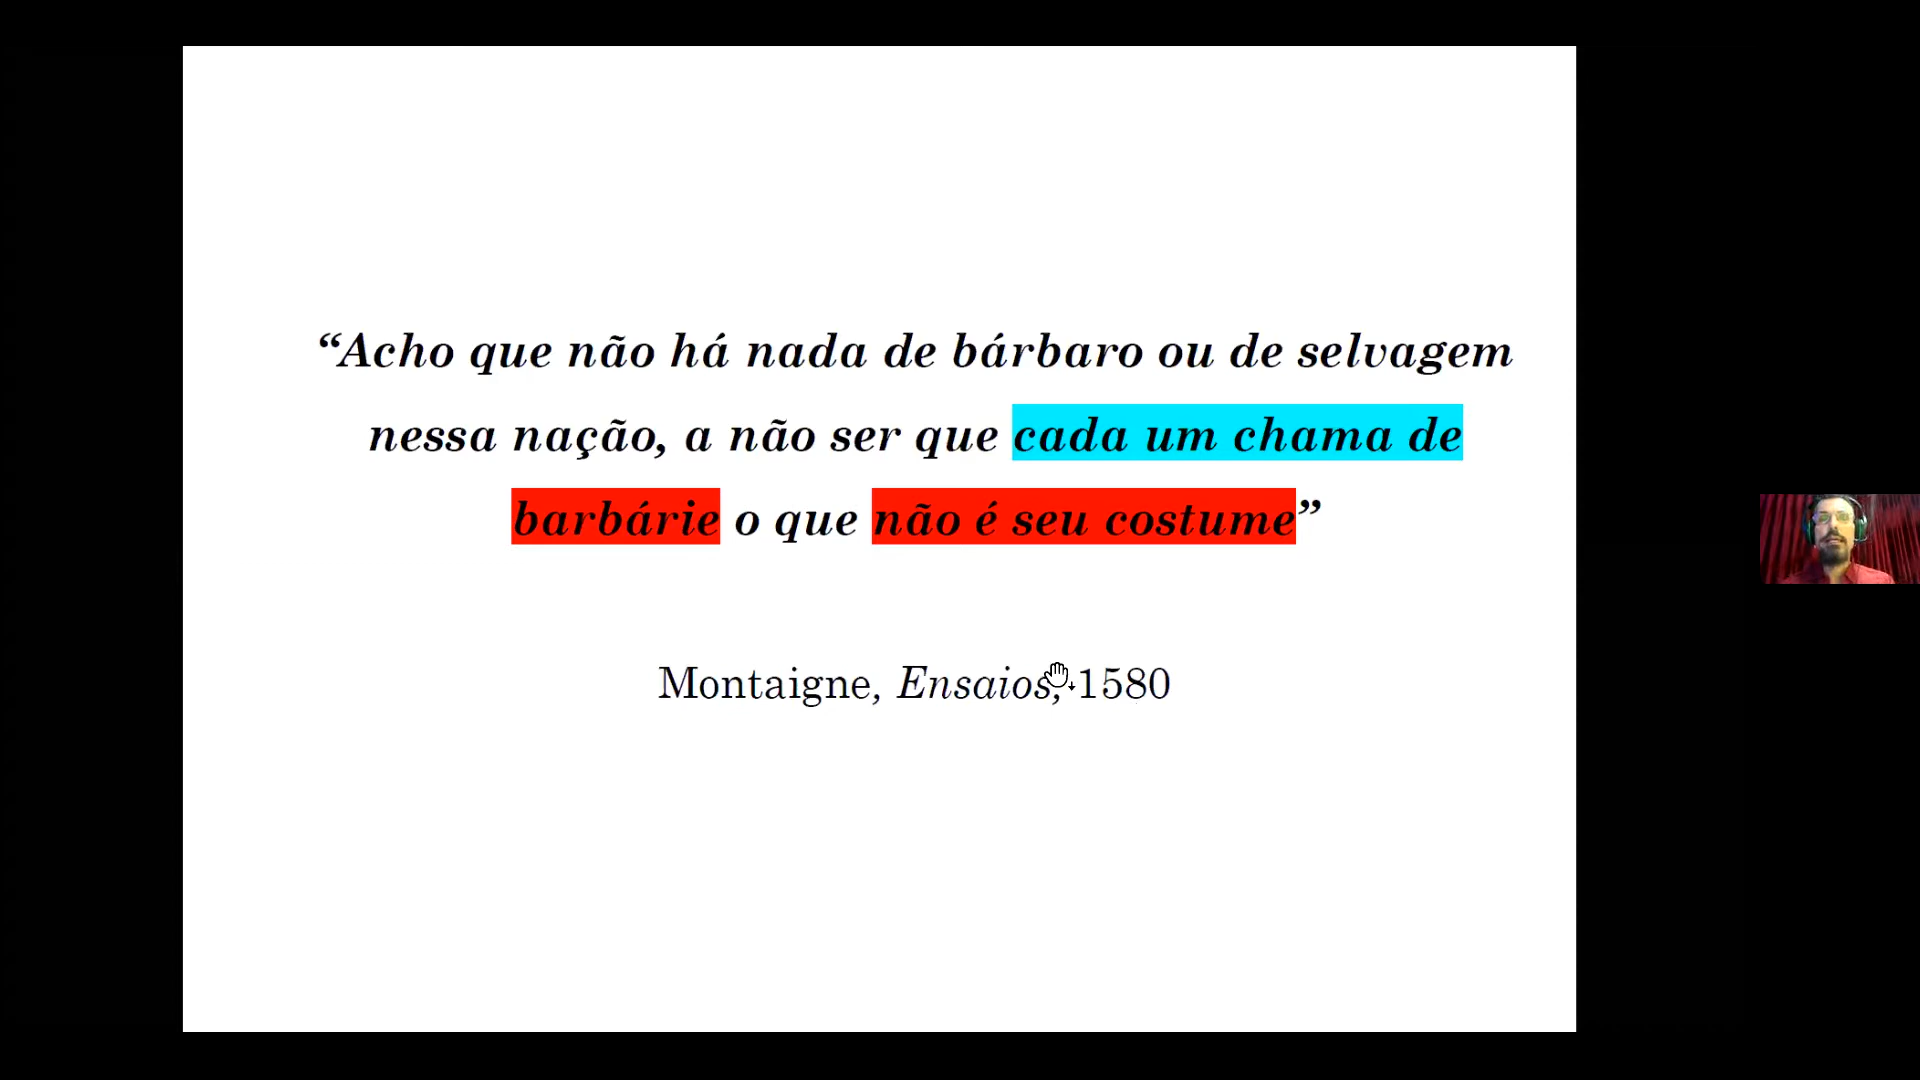 “Acho que não há nada de bárbaro ou de selvagem
nessa nação, a não ser que cada um chama de
barbárie o que não é seu costume”
Montaigne, Ensaios, 1580